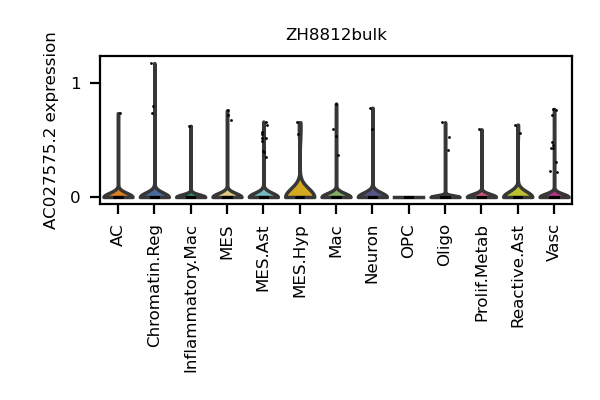 ZH8812bulk
AC027575.2 expression
1
0
AC
Chromatin.Reg
Inflammatory.Mac
MES
MES.Ast
MES.Hyp
Mac
Neuron
OPC
Oligo
Prolif.Metab
Reactive.Ast
Vasc